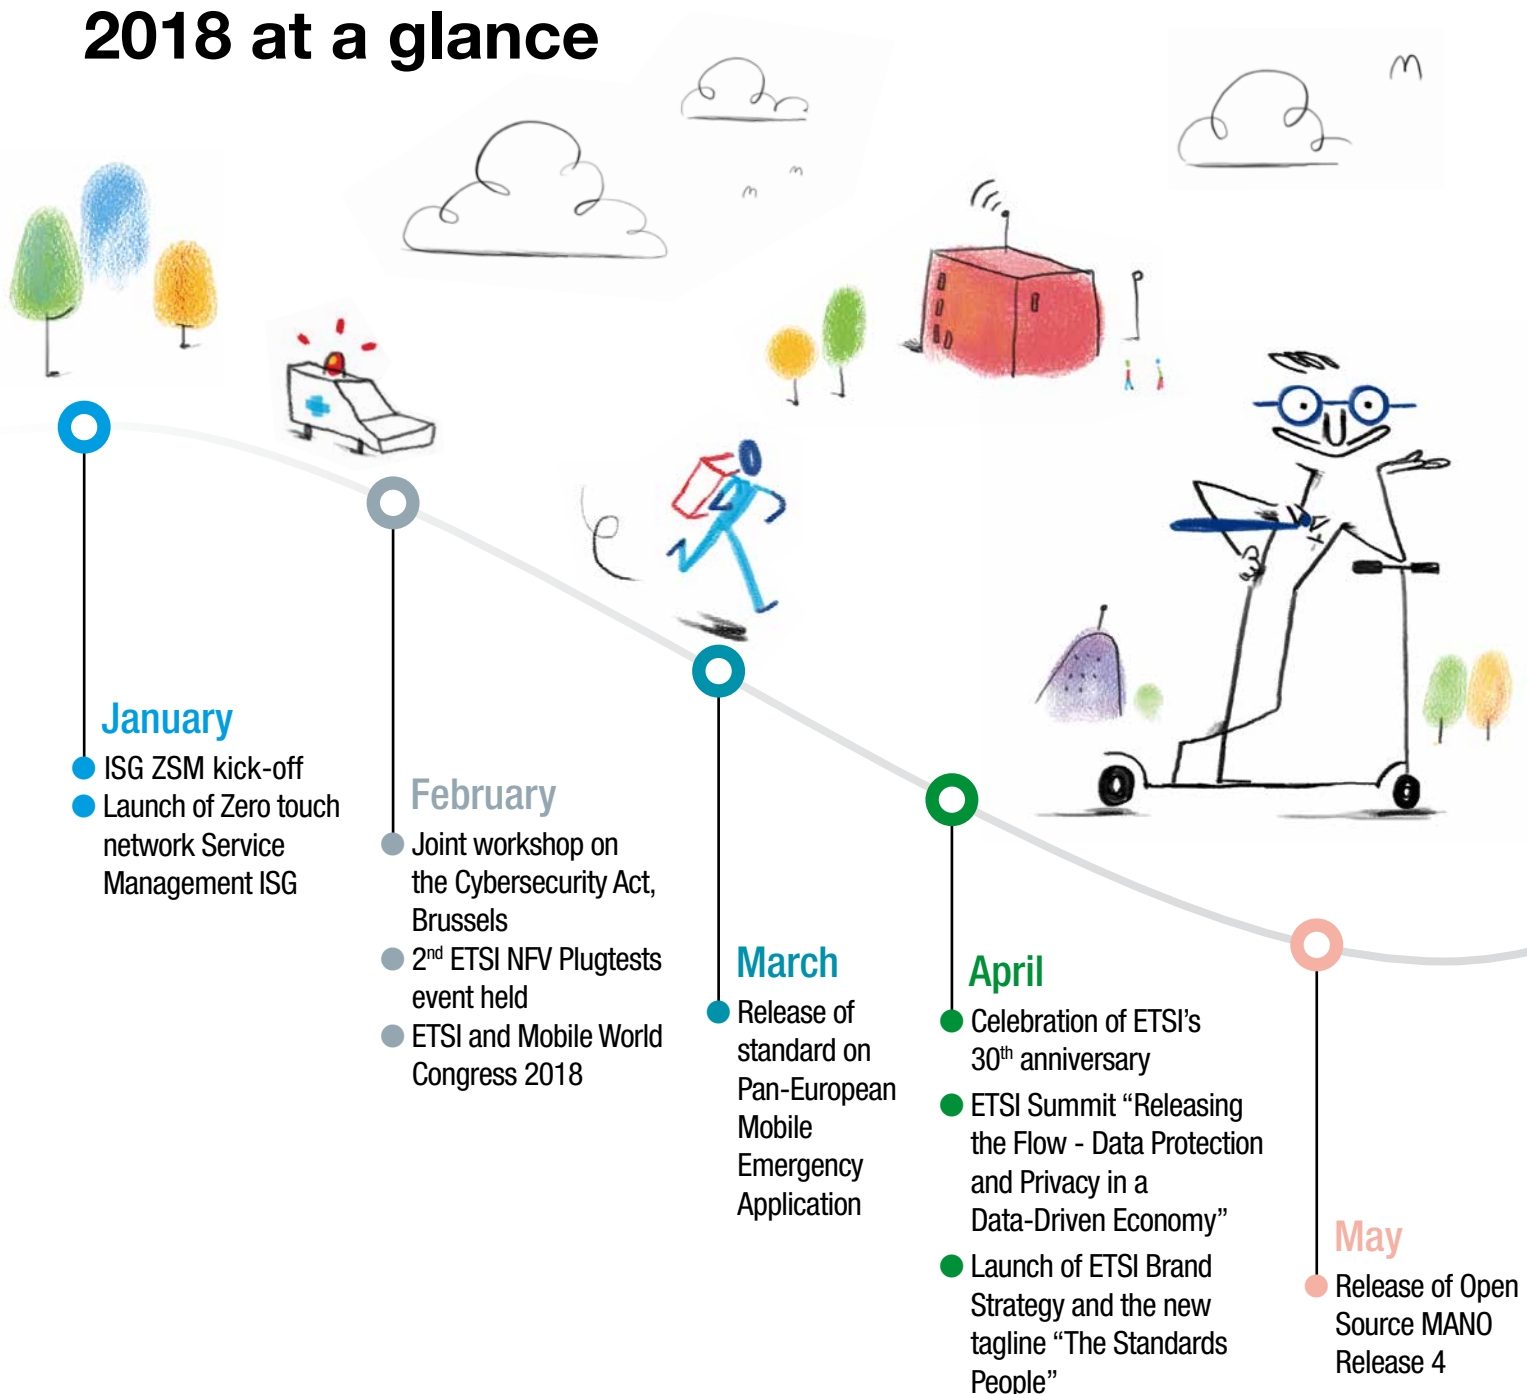 2018 at a glance
January
ISG ZSM kick-off
Launch of Zero touch
network Service
Management ISG
February
Joint workshop on
the Cybersecurity Act,
Brussels
2nd ETSI NFV Plugtests
event held
ETSI and Mobile World
Congress 2018
March
Release of
standard on
Pan-European
Mobile
Emergency
Application
April
Celebration of ETSI’s
30th anniversary
ETSI Summit “Releasing
the Flow - Data Protection
and Privacy in a
Data-Driven Economy”
Launch of ETSI Brand
Strategy and the new
tagline “The Standards
People”
May
Release of Open
Source MANO
Release 4